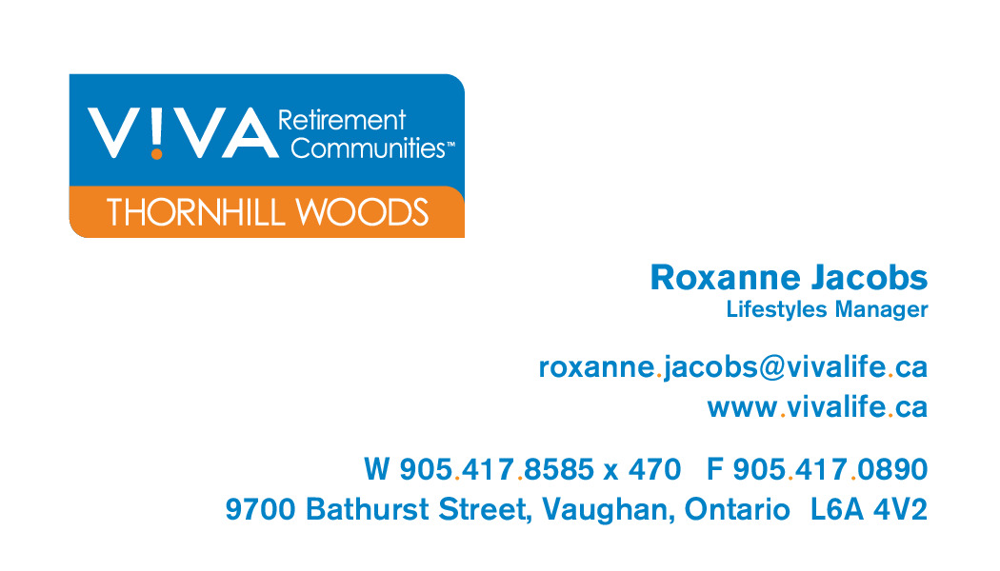 V!VA Retirement
Communities™
THORNHILL WOODS
Roxanne Jacobs
Lifestyles Manager
roxanne.jacobs@vivalife.ca
www.vivalife.ca
W 905.417.8585 x 470 F 905.417.0890
9700 Bathurst Street, Vaughan, Ontario L6A 4V2